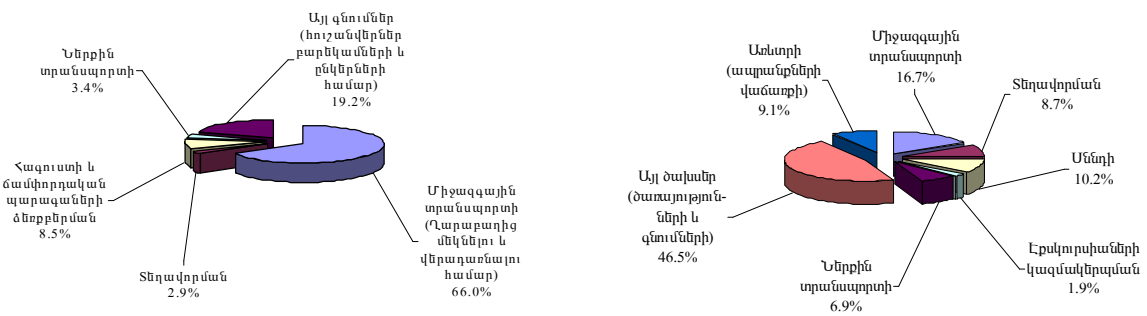 Այլ գնումներ
(հուշանվերներ
բարեկամների և
ընկերների
համար)
19.2%
Ներքին
տրանսպորտի
3.4%
Հագուստի և
ճամփորդական
պարագաների
ձեռքբերման
8.5%
Տեղավորման
2.9%
Միջազգային
տրանսպորտի
(Ղարաբաղից
մեկնելու և
վերադառնալու
համար)
66.0%
Առևտրի
(ապրանքների
վաճառքի)
9.1%
Միջազգային
տրանսպորտի
16.7%
Տեղավորման
8.7%
Սննդի
10.2%
Էքսկուրսիաների
կազմակերպման
1.9%
Ներքին
տրանսպորտի
6.9%
Այլ ծախսեր
(ծառայություն-
ների և
գնումների)
46.5%